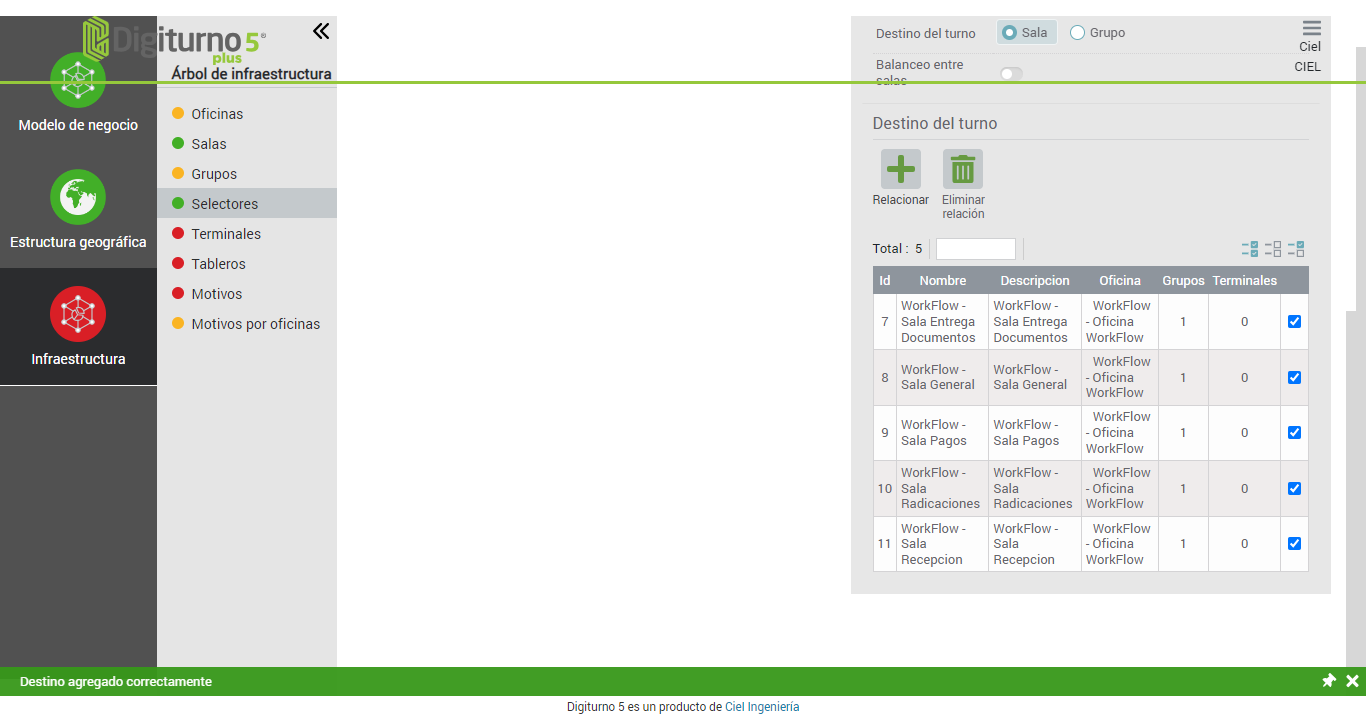 Digiturno 5®
plus
Árbol de infraestructura
Modelo de negocio
Estructura geográfica
Infraestructura
Oficinas
Salas
Grupos
Selectores
Terminales
Tableros
Motivos
Motivos por oficinas
Destino del turno Sala Grupo
Ciel
CIEL
Balanceo entre
salas
Destino del turno
Relacionar
Eliminar
relación
Total : 5
Id Nombre Descripcion Oficina Grupos Terminales
7 WorkFlow - Sala Entrega Documentos WorkFlow - Sala Entrega Documentos WorkFlow - Oficina WorkFlow 1 0
8 WorkFlow - Sala General WorkFlow - Sala General WorkFlow - Oficina WorkFlow 1 0
9 WorkFlow - Sala Pagos WorkFlow - Sala Pagos WorkFlow - Oficina WorkFlow 1 0
10 WorkFlow - Sala Radicaciones WorkFlow - Sala Radicaciones WorkFlow - Oficina WorkFlow 1 0
11 WorkFlow - Sala Recepcion WorkFlow - Sala Recepcion WorkFlow - Oficina WorkFlow 1 0
Destino agregado correctamente
Digiturno 5 es un producto de Ciel Ingeniería